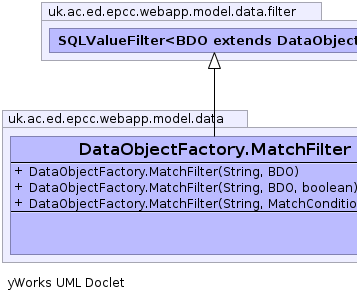 uk.ac.ed.epcc.webapp.model.data.filter
SQLValueFilter<BDO extends DataObject
uk.ac.ed.epcc.webapp.model.data
DataObjectFactory.MatchFilter
+ DataObjectFactory.MatchFilter(String, BDO)
+ DataObjectFactory.MatchFilter(String, BDO, boolean)
+ DataObjectFactory.MatchFilter(String, MatchConditio
yWorks UML Doclet